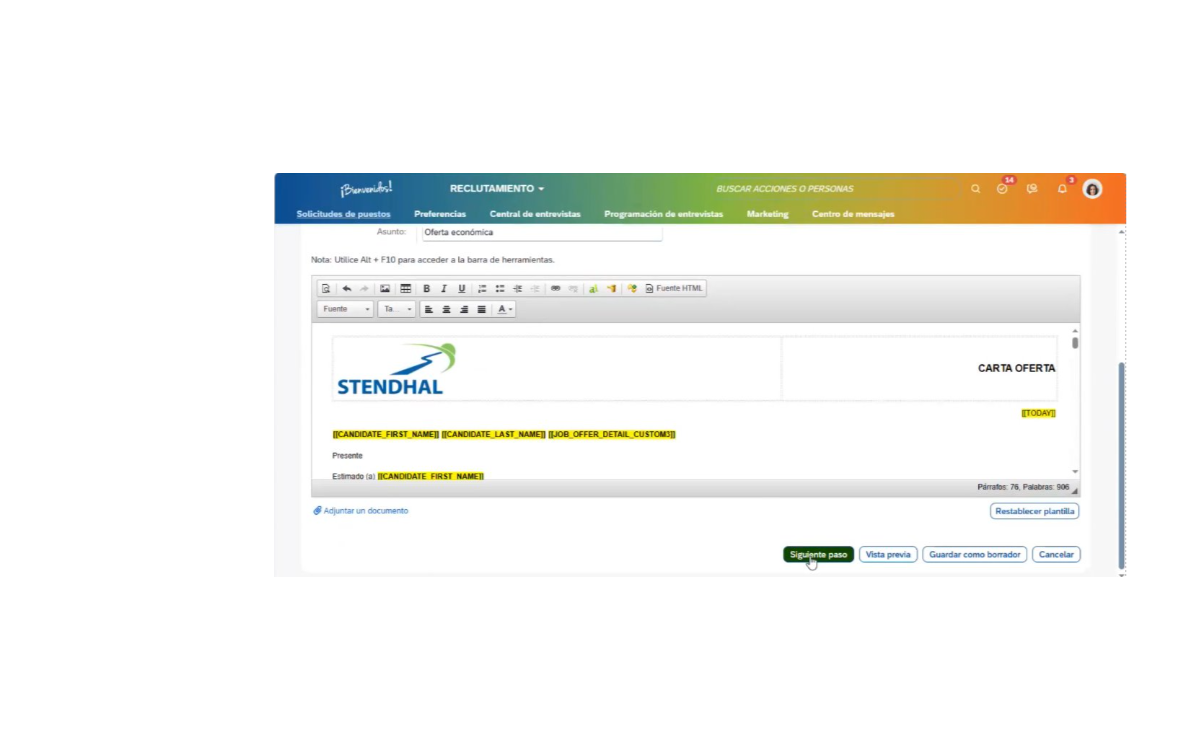 ¡Bienvenidos!
RECLUTAMIENTO
BUSCAR ACCIONES O PERSONAS
14
3
Solicitudes de puestos
Preferencias
Central de entrevistas
Programación de entrevistas
Marketing
Centro de mensajes
Asunto:
Oferta económica
Nota: Utilice Alt + F10 para acceder a la barra de herramientas.
B I U
Fuente HTML
Fuente
Ta...
A
STENDHAL
CARTA OFERTA
[[TODAY]]
[[CANDIDATE_FIRST_NAME]] [[CANDIDATE_LAST_NAME]] [[JOB_OFFER_DETAIL_CUSTOM3]]
Presente
Estimado (a) [[CANDIDATE_FIRST_NAME]]
Párrafos: 76, Palabras: 906
Adjuntar un documento
Restablecer plantilla
Siguiente paso
Vista previa
Guardar como borrador
Cancelar